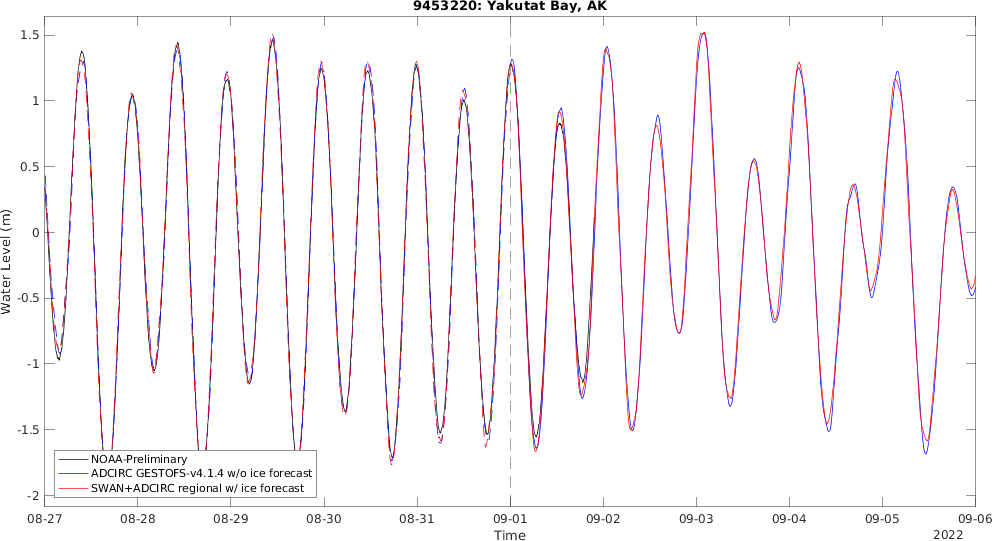 9453220: Yakutat Bay, AK
Water Level (m)
1.5
1
0.5
0
-0.5
-1
-1.5
-2
NOAA-Preliminary
ADCIRC GESTOFS-v4.1.4 w/o ice forecast
SWAN+ADCIRC regional w/ ice forecast
08-27 08-28 08-29 08-30 08-31 09-01 09-02 09-03 09-04 09-05 09-06
Time
2022